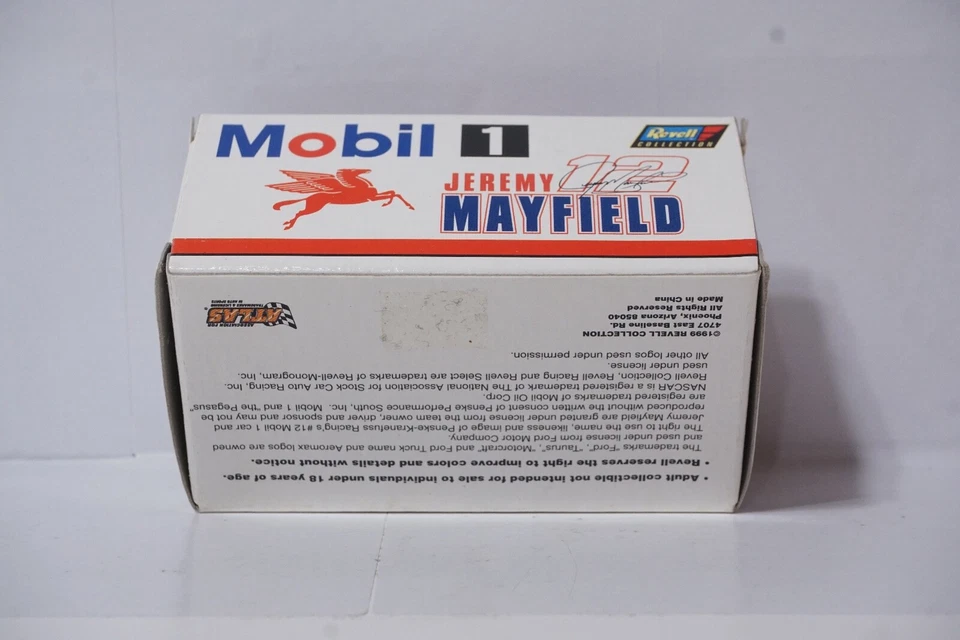 Mobil 1
Revell
COLLECTION
12
JEREMY
MAYFIELD
• Adult collectible not intended for sale to individuals under 18 years of age.
• Revell reserves the right to improve colors and details without notice.
The trademarks "Ford", "Taurus", "Motorcraft" and Ford Truck name and Aeromax logos are owned
and used under license from Ford Motor Company.
The right to use the name, likeness and image of Penske-Kranefuss Racing's #12 Mobil 1 car and
Jeremy Mayfield are granted under license from the team owner, driver and sponsor and may not be
reproduced without the written consent of Penske Performance South, Inc. Mobil 1 and "the Pegasus"
are registered trademarks of Mobil Oil Corp.
NASCAR is a registered trademark of The National Association for Stock Car Auto Racing, Inc.
Revell Collection, Revell Racing and Revell Select are trademarks of Revell-Monogram, Inc.
used under license.
All other logos used under permission.
©1999 REVELL COLLECTION
4707 East Baseline Rd.
Phoenix, Arizona 85040
All Rights Reserved
Made in China
ASSOCIATION FOR
ATLAS
TRADEMARK & LICENSING
IN AUTO SPORTS